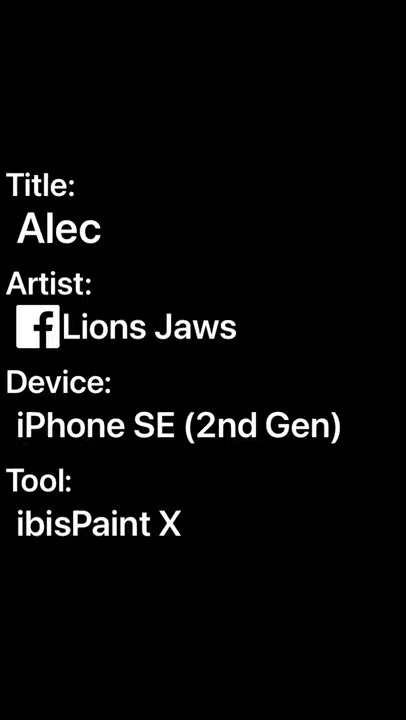 Title:
Alec
Artist:
Lions Jaws
Device:
iPhone SE (2nd Gen)
Tool:
ibisPaint X